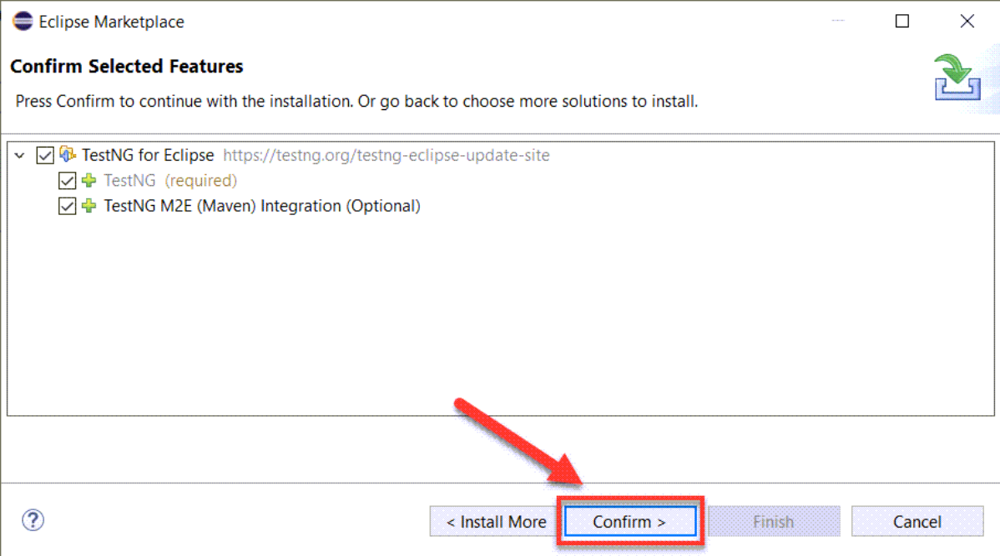 Eclipse Marketplace
Confirm Selected Features
Press Confirm to continue with the installation. Or go back to choose more solutions to install.
TestNG for Eclipse https://testng.org/testng-eclipse-update-site
TestNG (required)
TestNG M2E (Maven) Integration (Optional)
? < Install More Confirm > Finish Cancel